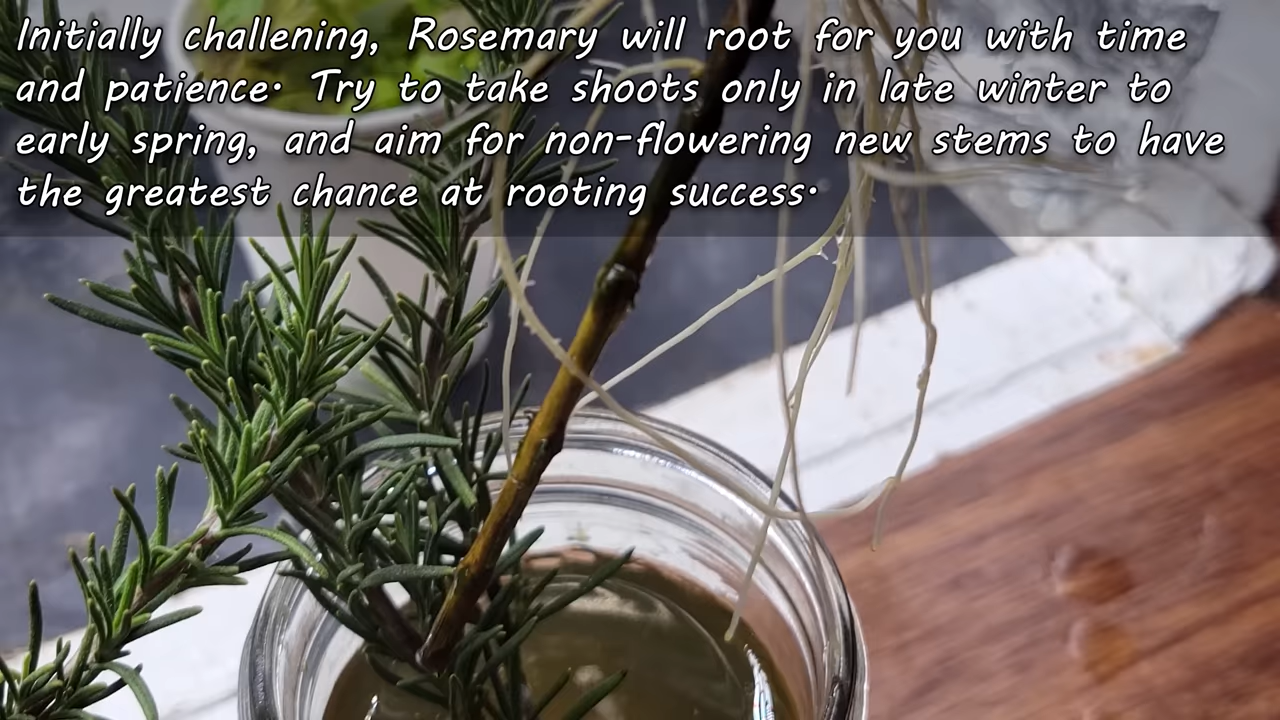 Initially challening, Rosemary will root for you with time
and patience. Try to take shoots only in late winter to
early spring, and aim for non-flowering new stems to have
the greatest chance at rooting success.